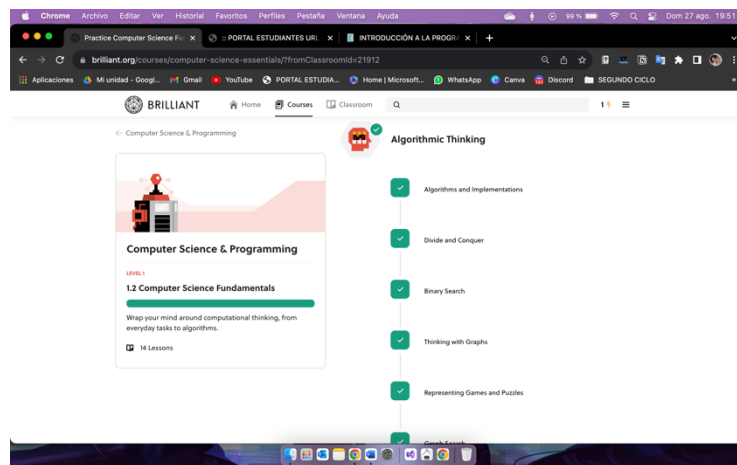 Chrome Archivo Editar Ver Historial Favoritos Perfiles Pestaña Ventana Ayuda 99 % Dom 27 ago. 19:51
Practice Computer Science Fu :: PORTAL ESTUDIANTES URL INTRODUCCIÓN A LA PROGRA
brilliant.org/courses/computer-science-essentials/?fromClassroomId=21912
Aplicaciones Mi unidad - Googl... Gmail YouTube PORTAL ESTUDIA... Home | Microsoft... WhatsApp Canva Discord SEGUNDO CICLO
BRILLIANT Home Courses Classroom 1
Computer Science & Programming
Algorithmic Thinking
Algorithms and Implementations
Divide and Conquer
Computer Science & Programming
LEVEL 1
1.2 Computer Science Fundamentals
Binary Search
Wrap your mind around computational thinking, from
everyday tasks to algorithms.
14 Lessons
Thinking with Graphs
Representing Games and Puzzles
Graph Search